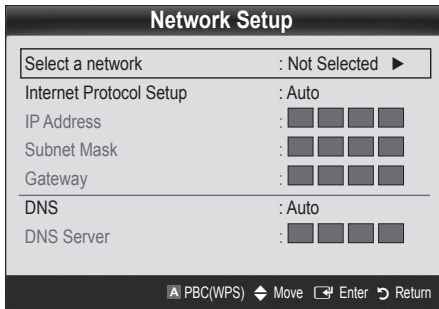 Network Setup
Select a network : Not Selected ▶
Internet Protocol Setup : Auto
IP Address :
Subnet Mask :
Gateway :
DNS : Auto
DNS Server :
A PBC(WPS) Move Enter Return